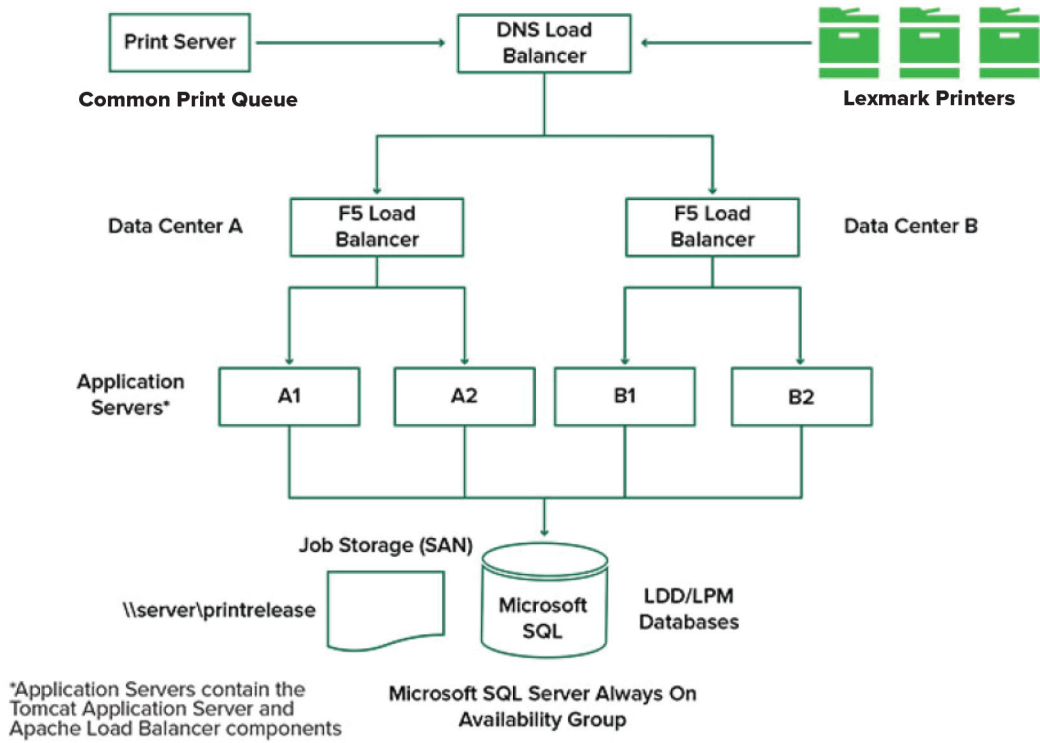 Print Server
DNS Load
Balancer
Common Print Queue
Lexmark Printers
Data Center A
F5 Load
Balancer
F5 Load
Balancer
Data Center B
Application
Servers*
A1
A2
B1
B2
Job Storage (SAN)
\\server\printrelease
Microsoft
SQL
LDD/LPM
Databases
*Application Servers contain the
Tomcat Application Server and
Apache Load Balancer components
Microsoft SQL Server Always On
Availability Group